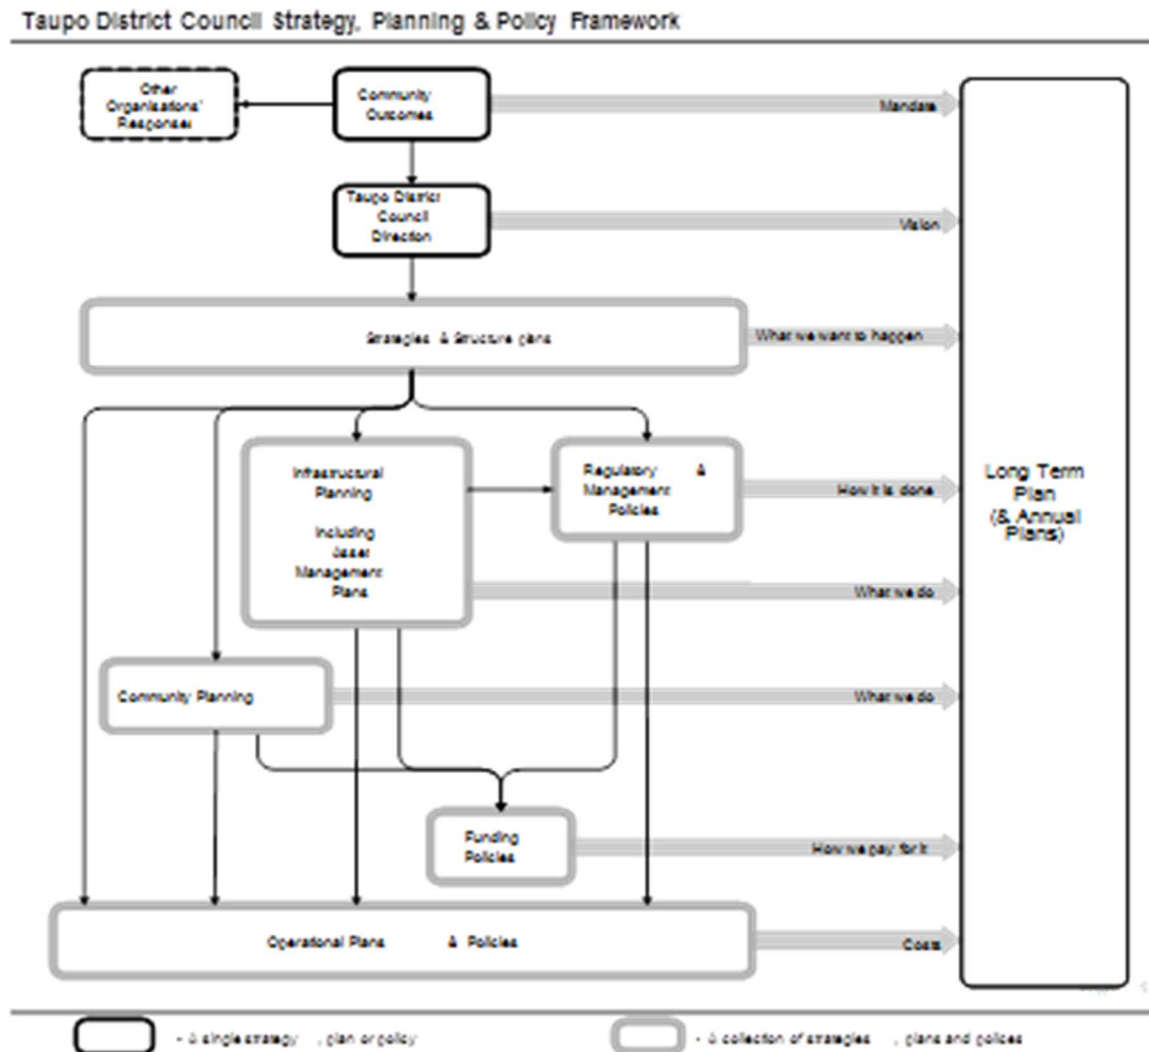 Taupo District Council Strategy, Planning & Policy Framework
Other
Organisations'
Responses
Community
Outcomes
Mandate
Taupo District
Council
Direction
Vision
Strategies & Structure plans
What we want to happen
Infrastructural
Planning
Including
Asset
Management
Plans
Regulatory &
Management
Policies
How it is done
Long Term
Plan
(& Annual
Plans)
What we do
Community Planning
What we do
Funding
Policies
How we pay for it
Operational Plans & Policies
Costs
- A single strategy , plan or policy
- A collection of strategies , plans and polices